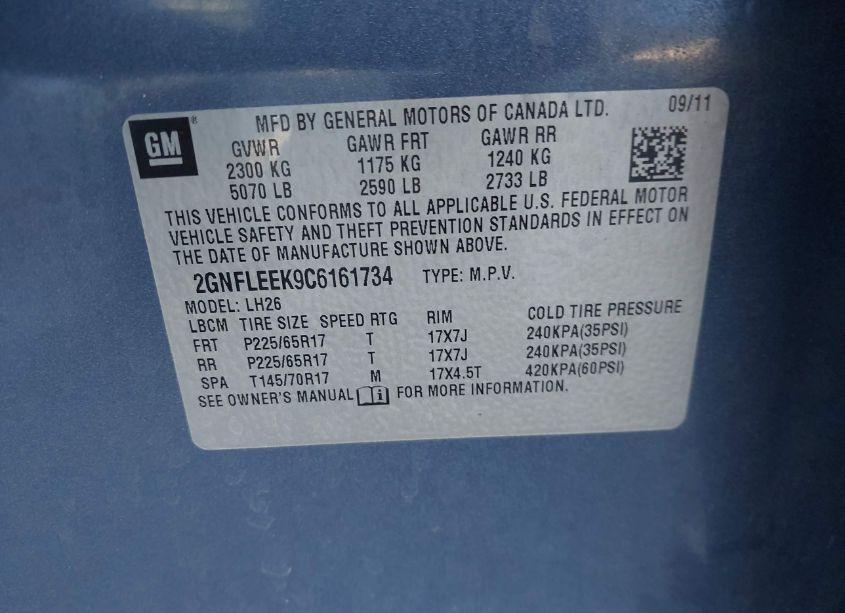 GM ® MFD BY GENERAL MOTORS OF CANADA LTD. 09/11
GVWR GAWR FRT GAWR RR
2300 KG 1175 KG 1240 KG
5070 LB 2590 LB 2733 LB
THIS VEHICLE CONFORMS TO ALL APPLICABLE U.S. FEDERAL MOTOR
VEHICLE SAFETY AND THEFT PREVENTION STANDARDS IN EFFECT ON
THE DATE OF MANUFACTURE SHOWN ABOVE.
2GNFLEEK9C6161734 TYPE: M.P.V.
MODEL: LH26
LBCM TIRE SIZE SPEED RTG RIM COLD TIRE PRESSURE
FRT P225/65R17 T 17X7J 240KPA(35PSI)
RR P225/65R17 T 17X7J 240KPA(35PSI)
SPA T145/70R17 M 17X4.5T 420KPA(60PSI)
SEE OWNER'S MANUAL i FOR MORE INFORMATION.